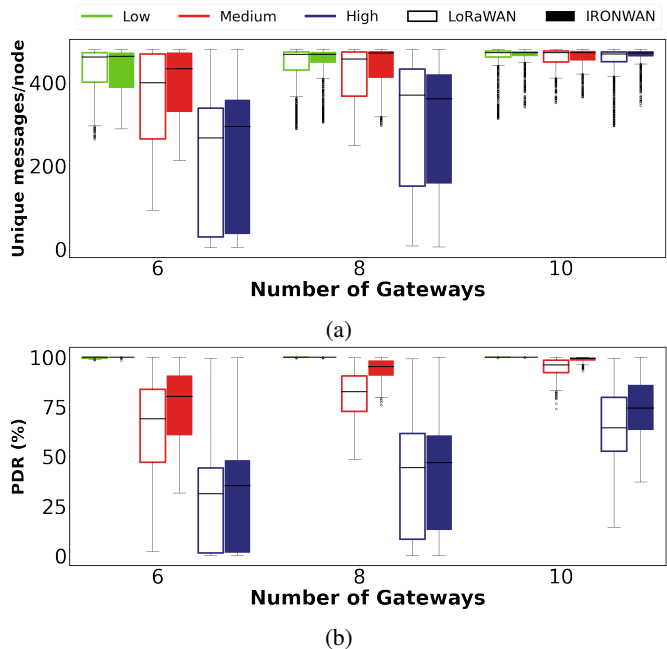 Low Medium High LoRaWAN IRONWAN
Unique messages/node
400
200
0
6 8 10
Number of Gateways
(a)
PDR (%)
100
75
50
25
0
6 8 10
Number of Gateways
(b)